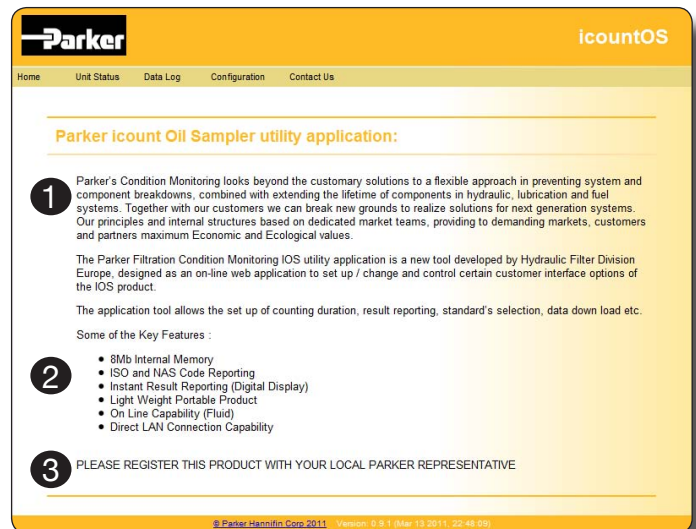 Parker
icountOS
Home Unit Status Data Log Configuration Contact Us
Parker icount Oil Sampler utility application:
1
Parker's Condition Monitoring looks beyond the customary solutions to a flexible approach in preventing system and
component breakdowns, combined with extending the lifetime of components in hydraulic, lubrication and fuel
systems. Together with our customers we can break new grounds to realize solutions for next generation systems.
Our principles and internal structures based on dedicated market teams, providing to demanding markets, customers
and partners maximum Economic and Ecological values.
The Parker Filtration Condition Monitoring IOS utility application is a new tool developed by Hydraulic Filter Division
Europe, designed as an on-line web application to set up / change and control certain customer interface options of
the IOS product.
The application tool allows the set up of counting duration, result reporting, standard's selection, data down load etc.
Some of the Key Features :
2
• 8Mb Internal Memory
• ISO and NAS Code Reporting
• Instant Result Reporting (Digital Display)
• Light Weight Portable Product
• On Line Capability (Fluid)
• Direct LAN Connection Capability
3
PLEASE REGISTER THIS PRODUCT WITH YOUR LOCAL PARKER REPRESENTATIVE
© Parker Hannifin Corp 2011 Version: 0.9.1 (Mar 13 2011, 22:48:09)